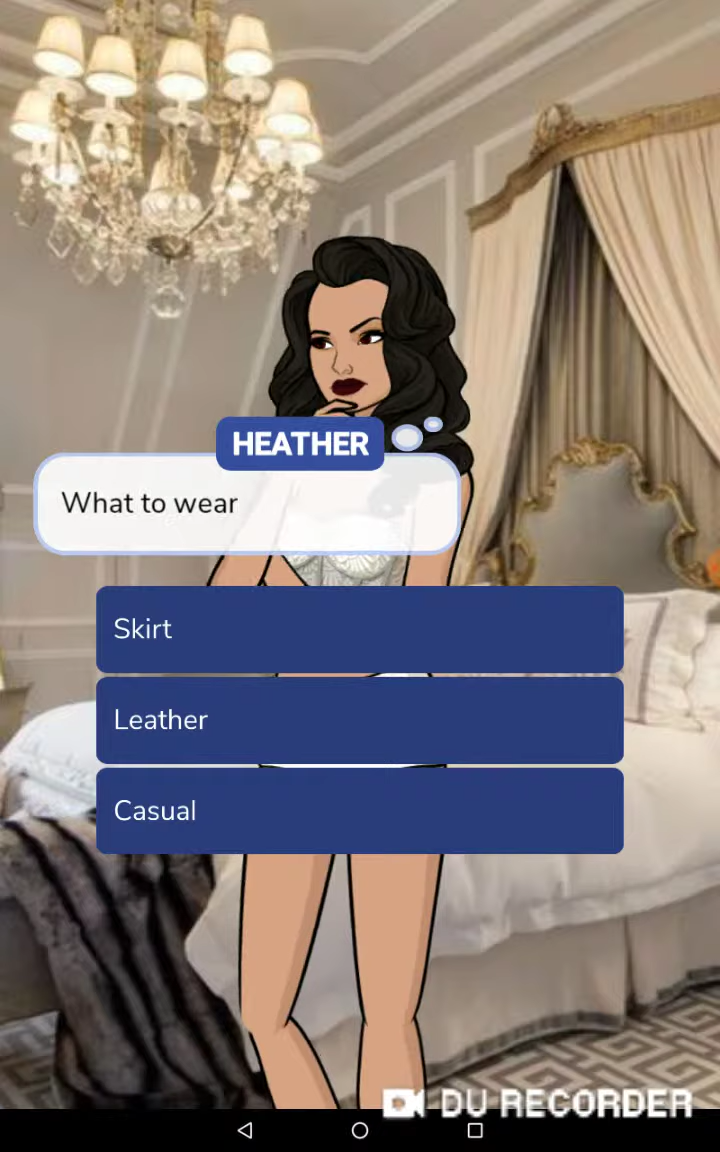 HEATHER
What to wear
Skirt
Leather
Casual
DU RECORDER